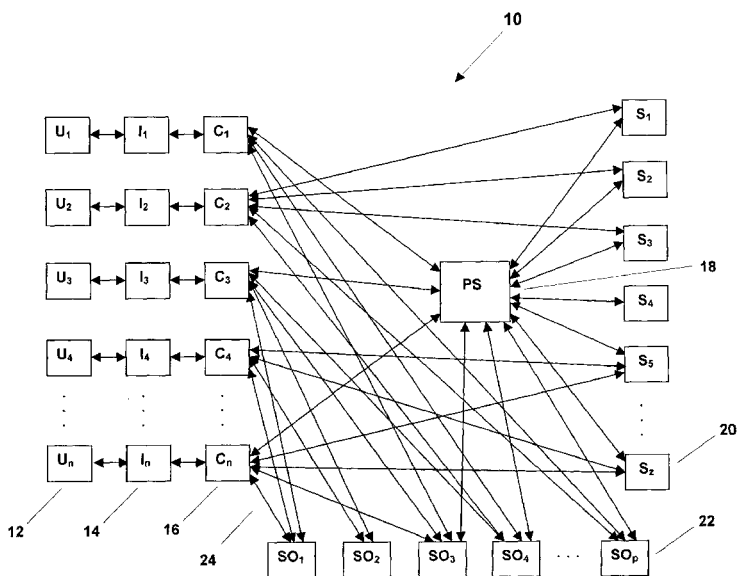 10
U1 I1 C1 S1
U2 I2 C2 S2
U3 I3 C3 S3
PS 18
S4
U4 I4 C4 S5
. . . .
. . . .
. . . .
Un In Cn Sz 20
12 14 16 24 22
SO1 SO2 SO3 SO4 . . . SOp